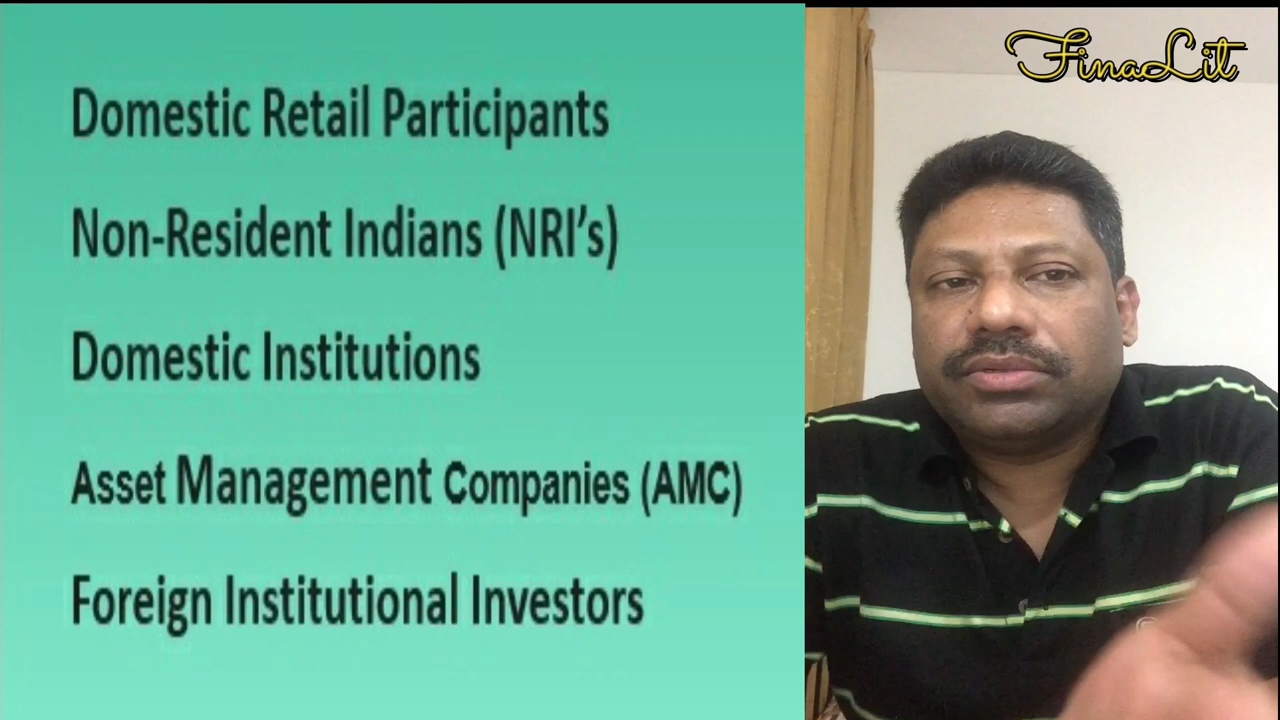 Domestic Retail Participants
Non-Resident Indians (NRI’s)
Domestic Institutions
Asset Management Companies (AMC)
Foreign Institutional Investors
FinaLit